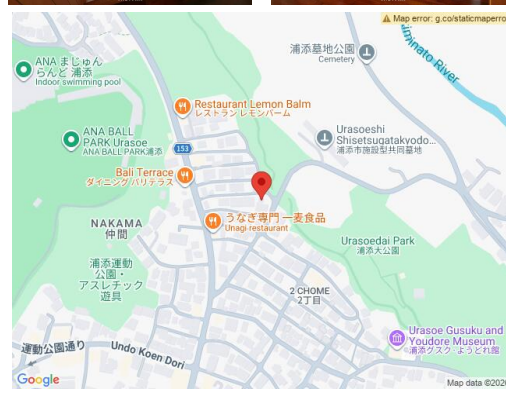 Map error: g.co/staticmaperro
ANA まじゅん
らんど 浦添
Indoor swimming pool
浦添墓地公園
Cemetery
iminato River
Restaurant Lemon Balm
レストラン レモンバーム
ANA BALL
PARK Urasoe
ANA BALL PARK浦添
153
Urasoeshi
Shisetsugatakyodo...
浦添市施設型共同墓地
Bali Terrace
ダイニング バリテラス
うなぎ専門 一麦食品
Unagi restaurant
NAKAMA
仲間
Urasoedai Park
浦添大公園
浦添運動
公園・
アスレチック
遊具
2 CHOME
2丁目
Urasoe Gusuku and
Youdore Museum
浦添グスク・ようどれ館
運動公園通り
Undo Koen Dori
Google
Map data ©2026